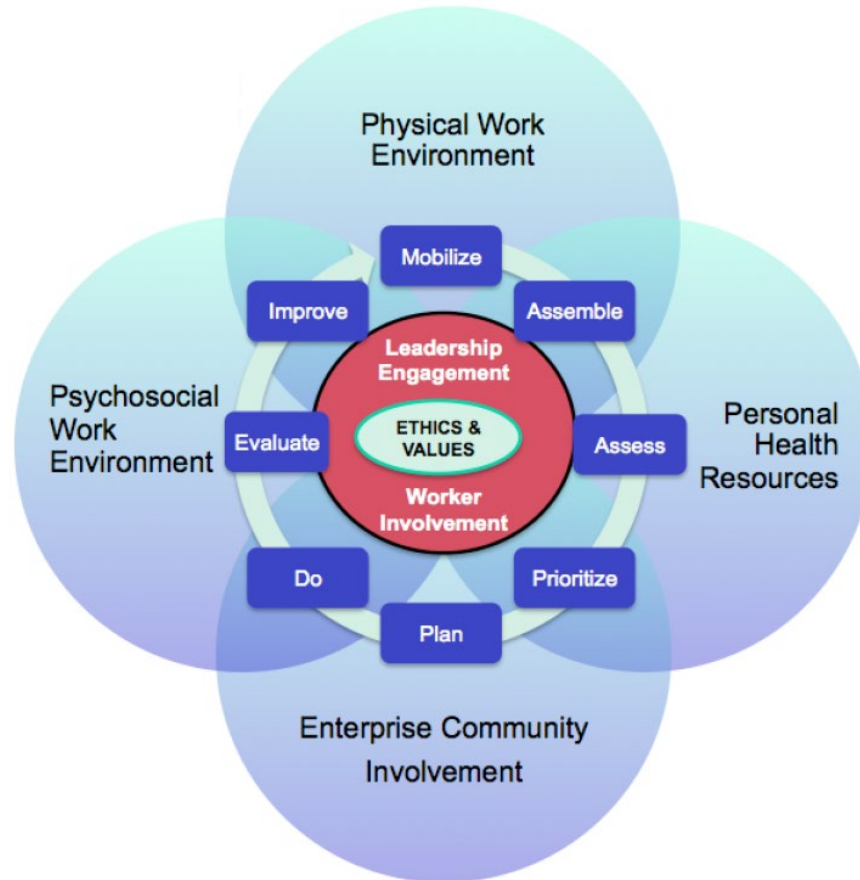 Physical Work
Environment
Mobilize
Improve
Assemble
Leadership
Engagement
Psychosocial
Work
Environment
Evaluate
ETHICS &
VALUES
Assess
Personal
Health
Resources
Worker
Involvement
Do
Prioritize
Plan
Enterprise Community
Involvement